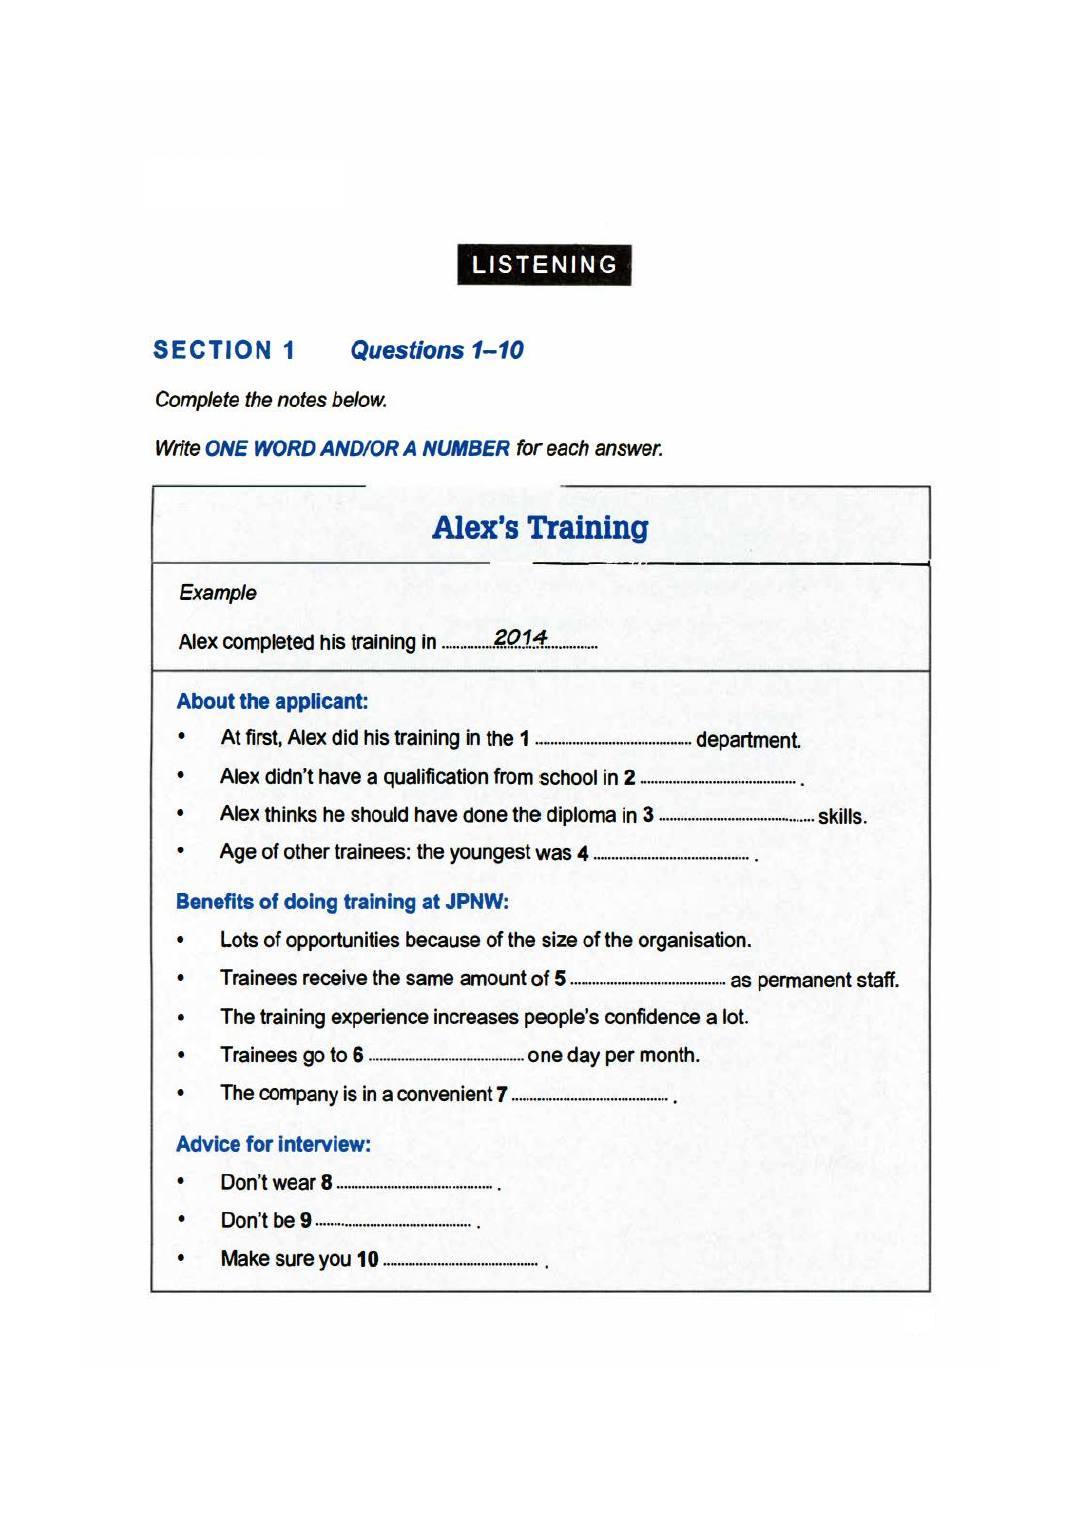 LISTENING
SECTION 1 Questions 1–10
Complete the notes below.
Write ONE WORD AND/OR A NUMBER for each answer.
Alex's Training
Example
Alex completed his training in ............2014............
About the applicant:
• At first, Alex did his training in the 1 .................... department.
• Alex didn't have a qualification from school in 2 .................... .
• Alex thinks he should have done the diploma in 3 .................... skills.
• Age of other trainees: the youngest was 4 .................... .
Benefits of doing training at JPNW:
• Lots of opportunities because of the size of the organisation.
• Trainees receive the same amount of 5 .................... as permanent staff.
• The training experience increases people's confidence a lot.
• Trainees go to 6 .................... one day per month.
• The company is in a convenient 7 .................... .
Advice for interview:
• Don't wear 8 .................... .
• Don't be 9 .................... .
• Make sure you 10 .................... .